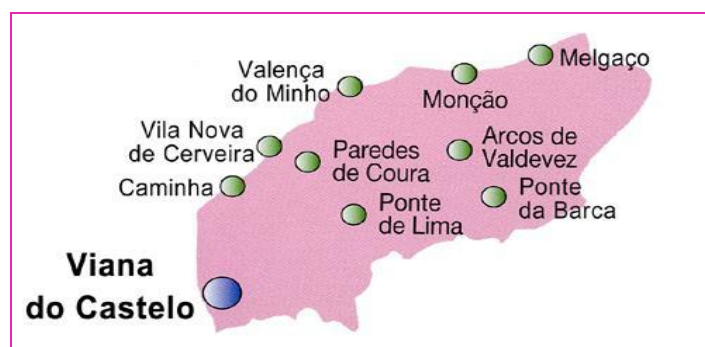 Melgaço
Valença
do Minho
Monção
Vila Nova
de Cerveira
Paredes
de Coura
Arcos de
Valdevez
Caminha
Ponte
de Lima
Ponte
da Barca
Viana
do Castelo